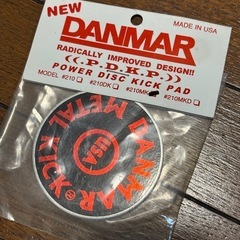 NEW
MADE IN USA
DANMAR
RADICALLY IMPROVED DESIGN!!
P.D.K.P.
POWER DISC KICK PAD
MODEL #210 #210DK #210MK #210MKD
DANMAR
USA
METAL KICK
®